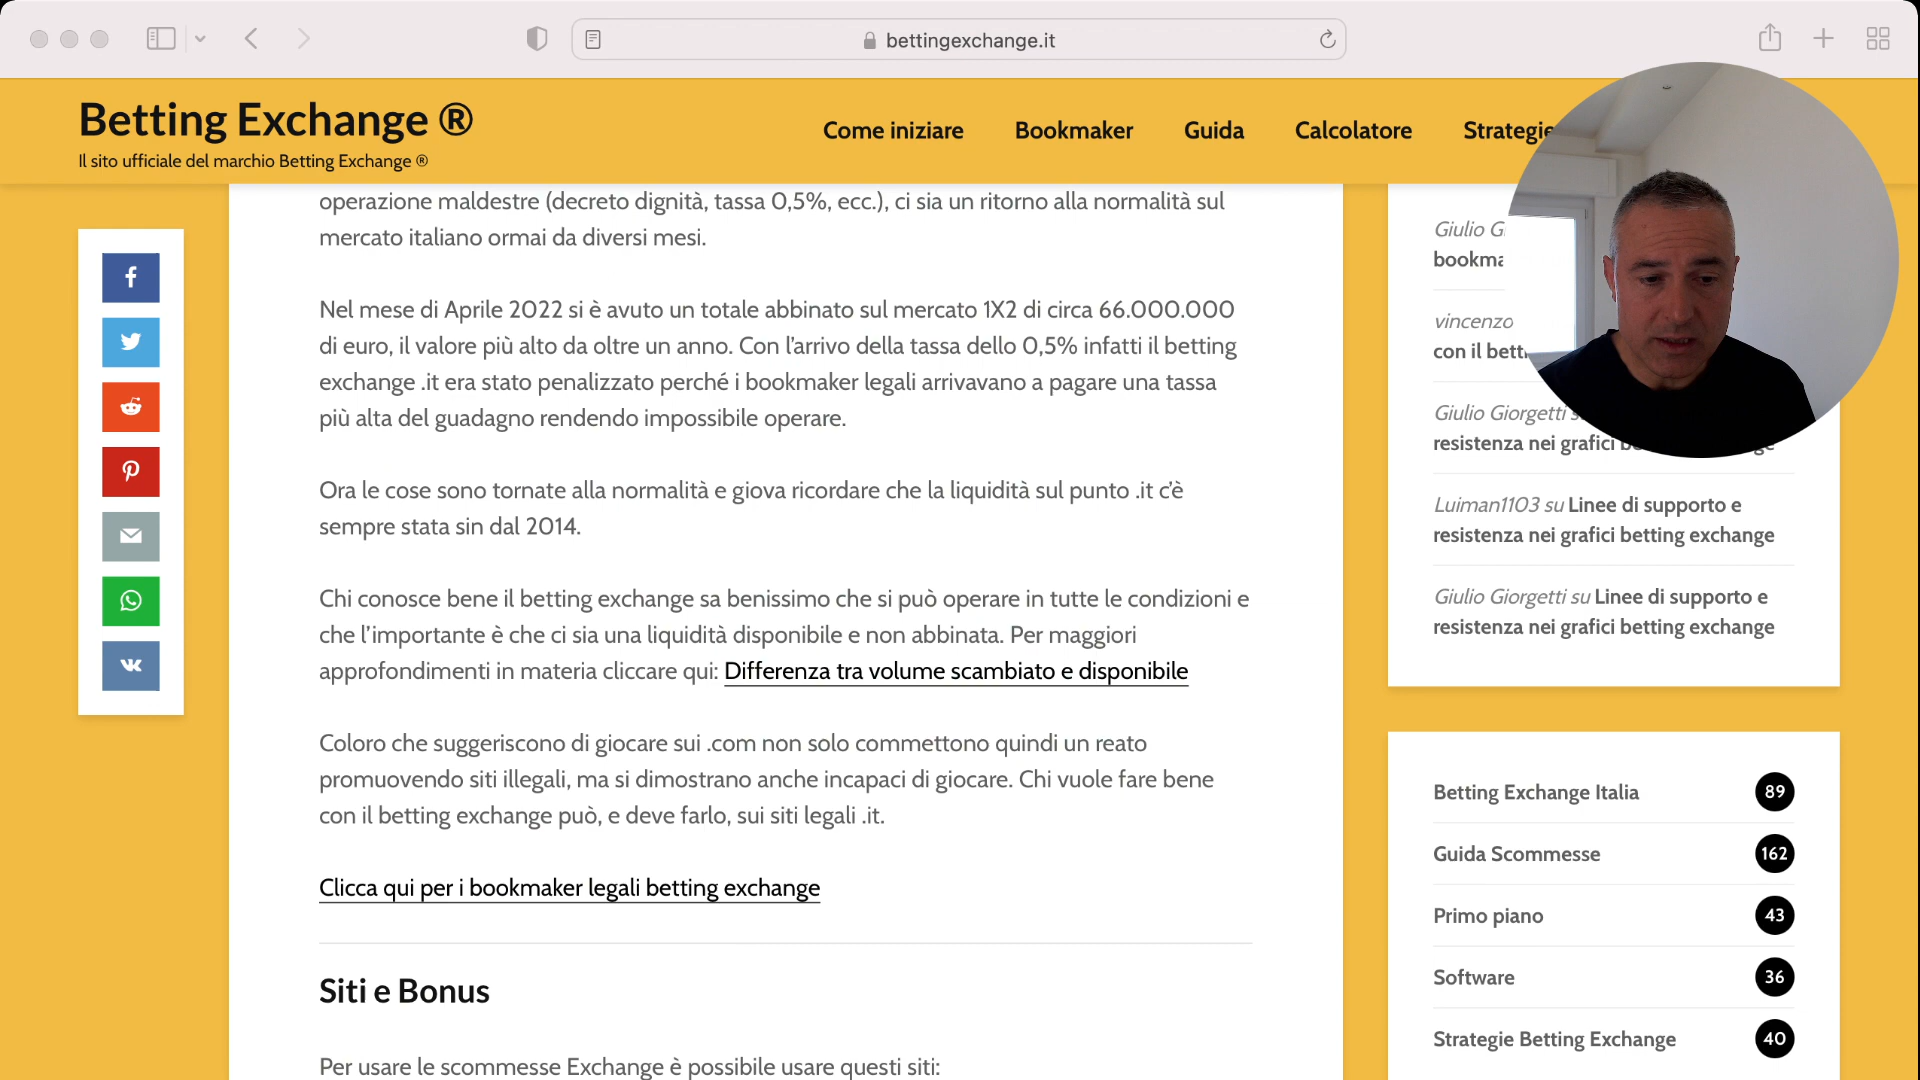 bettingexchange.it
Betting Exchange ®
Il sito ufficiale del marchio Betting Exchange ®
Come iniziare
Bookmaker
Guida
Calcolatore
Strategie
operazione maldestre (decreto dignità, tassa 0,5%, ecc.), ci sia un ritorno alla normalità sul
mercato italiano ormai da diversi mesi.
Nel mese di Aprile 2022 si è avuto un totale abbinato sul mercato 1X2 di circa 66.000.000
di euro, il valore più alto da oltre un anno. Con l'arrivo della tassa dello 0,5% infatti il betting
exchange .it era stato penalizzato perché i bookmaker legali arrivavano a pagare una tassa
più alta del guadagno rendendo impossibile operare.
Ora le cose sono tornate alla normalità e giova ricordare che la liquidità sul punto .it c'è
sempre stata sin dal 2014.
Chi conosce bene il betting exchange sa benissimo che si può operare in tutte le condizioni e
che l'importante è che ci sia una liquidità disponibile e non abbinata. Per maggiori
approfondimenti in materia cliccare qui: Differenza tra volume scambiato e disponibile
Coloro che suggeriscono di giocare sui .com non solo commettono quindi un reato
promuovendo siti illegali, ma si dimostrano anche incapaci di giocare. Chi vuole fare bene
con il betting exchange può, e deve farlo, sui siti legali .it.
Clicca qui per i bookmaker legali betting exchange
Siti e Bonus
Per usare le scommesse Exchange è possibile usare questi siti:
Giulio
vincenzo
con il
Giulio Giorgetti
resistenza nei grafici
Luiman1103 su Linee di supporto e
resistenza nei grafici betting exchange
Giulio Giorgetti su Linee di supporto e
resistenza nei grafici betting exchange
Betting Exchange Italia 89
Guida Scommesse 162
Primo piano 43
Software 36
Strategie Betting Exchange 40